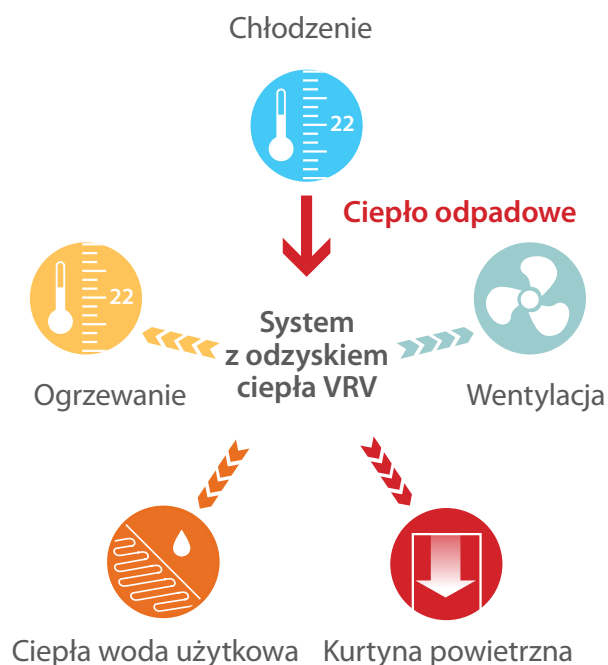 Chłodzenie
22
Ciepło odpadowe
22
System
z odzyskiem
ciepła VRV
Ogrzewanie
Wentylacja
Ciepła woda użytkowa
Kurtyna powietrzna